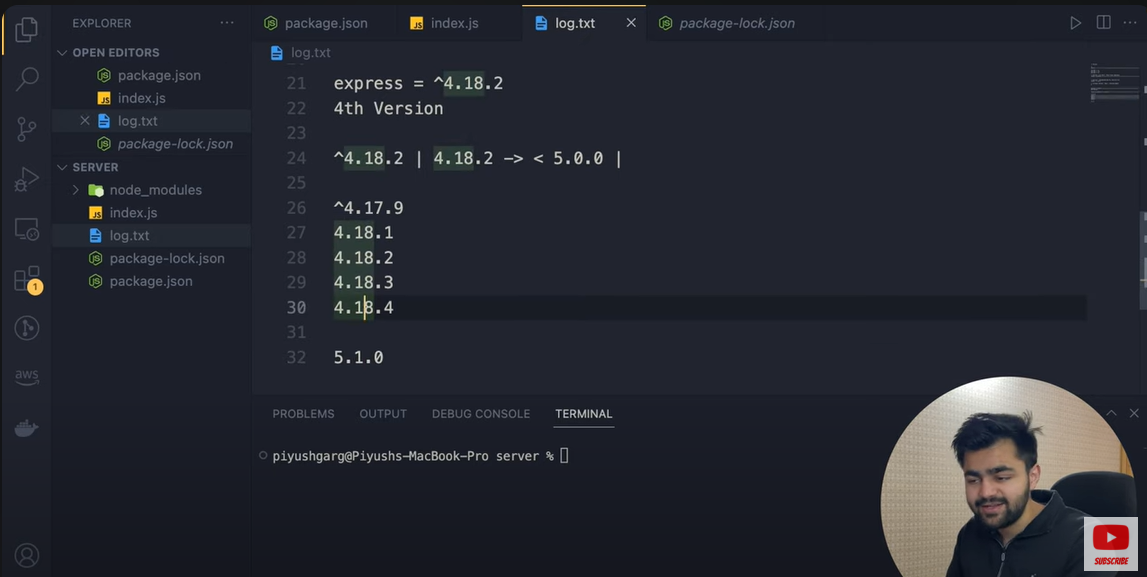 EXPLORER
...
package.json
index.js
log.txt
package-lock.json
OPEN EDITORS
package.json
index.js
log.txt
package-lock.json
SERVER
node_modules
index.js
log.txt
package-lock.json
package.json
1
aws
log.txt
21 express = ^4.18.2
22 4th Version
23
24 ^4.18.2 | 4.18.2 -> < 5.0.0 |
25
26 ^4.17.9
27 4.18.1
28 4.18.2
29 4.18.3
30 4.18.4
31
32 5.1.0
PROBLEMS OUTPUT DEBUG CONSOLE TERMINAL
piyushgarg@Piyushs-MacBook-Pro server %
SUBSCRIBE